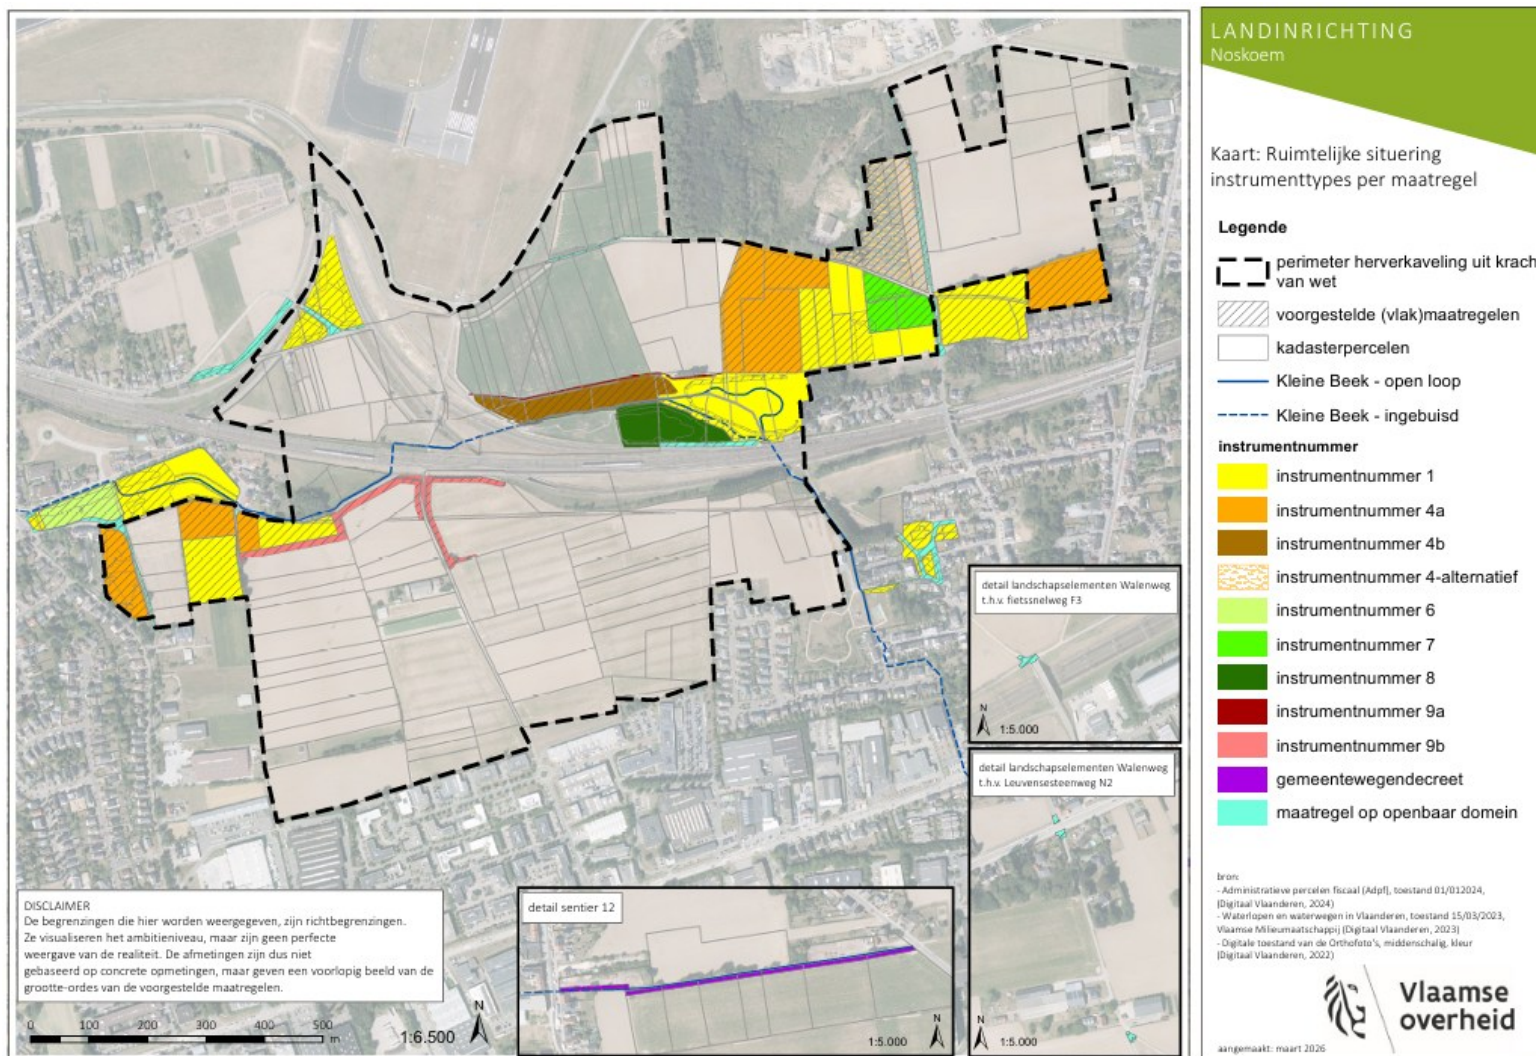 LANDINRICHTING
Noskoem
Kaart: Ruimtelijke situering
instrumenttypes per maatregel
Legende
perimeter herverkaveling uit krach
van wet
voorgestelde (vlak)maatregelen
kadasterpercelen
Kleine Beek - open loop
Kleine Beek - ingebuisd
instrumentnummer
instrumentnummer 1
instrumentnummer 4a
instrumentnummer 4b
instrumentnummer 4-alternatief
instrumentnummer 6
instrumentnummer 7
instrumentnummer 8
instrumentnummer 9a
instrumentnummer 9b
gemeentewegendecreet
maatregel op openbaar domein
bron:
- Administratieve percelen fiscaal (Adpf), toestand 01/012024,
(Digitaal Vlaanderen, 2024)
- Waterlopen en waterwegen in Vlaanderen, toestand 15/03/2023,
Vlaamse Milieumaatschappij (Digitaal Vlaanderen, 2023)
- Digitale toestand van de Orthofoto's, middenschalig, kleur
(Digitaal Vlaanderen, 2022)
Vlaamse
overheid
aangemaakt: maart 2026
detail landschapselementen Walenweg
t.h.v. fietssnelweg F3
N
1:5.000
detail landschapselementen Walenweg
t.h.v. Leuvensesteenweg N2
N
1:5.000
detail sentier 12
N
1:5.000
DISCLAIMER
De begrenzingen die hier worden weergegeven, zijn richtbegrenzingen.
Ze visualiseren het ambitieniveau, maar zijn geen perfecte
weergave van de realiteit. De afmetingen zijn dus niet
gebaseerd op concrete opmetingen, maar geven een voorlopig beeld van de
grootte-ordes van de voorgestelde maatregelen.
0 100 200 300 400 500
m
1:6.500
N